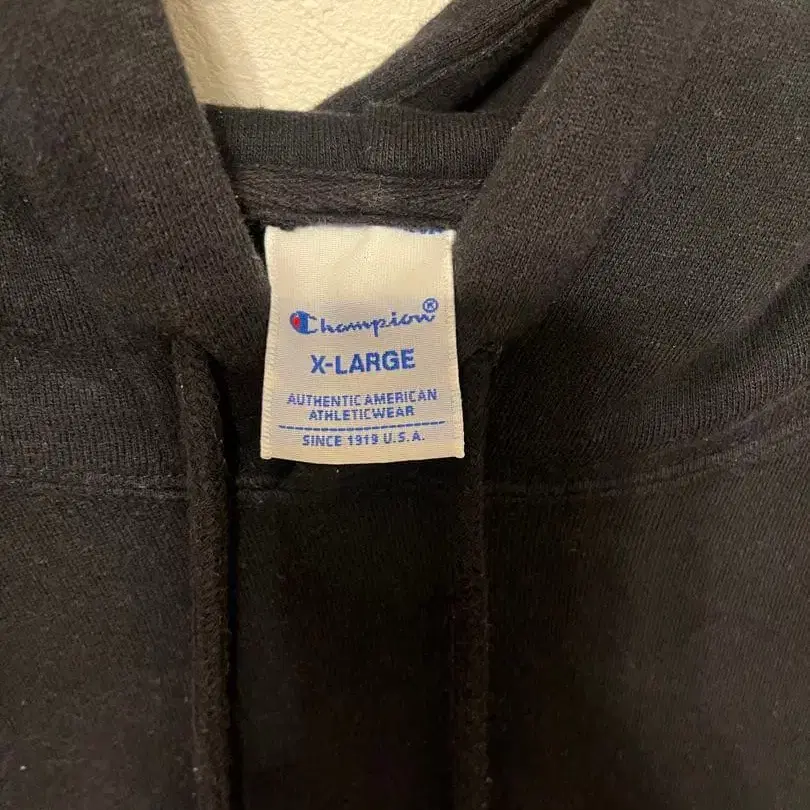 Champion®
X-LARGE
AUTHENTIC AMERICAN
ATHLETICWEAR
SINCE 1919 U.S.A.